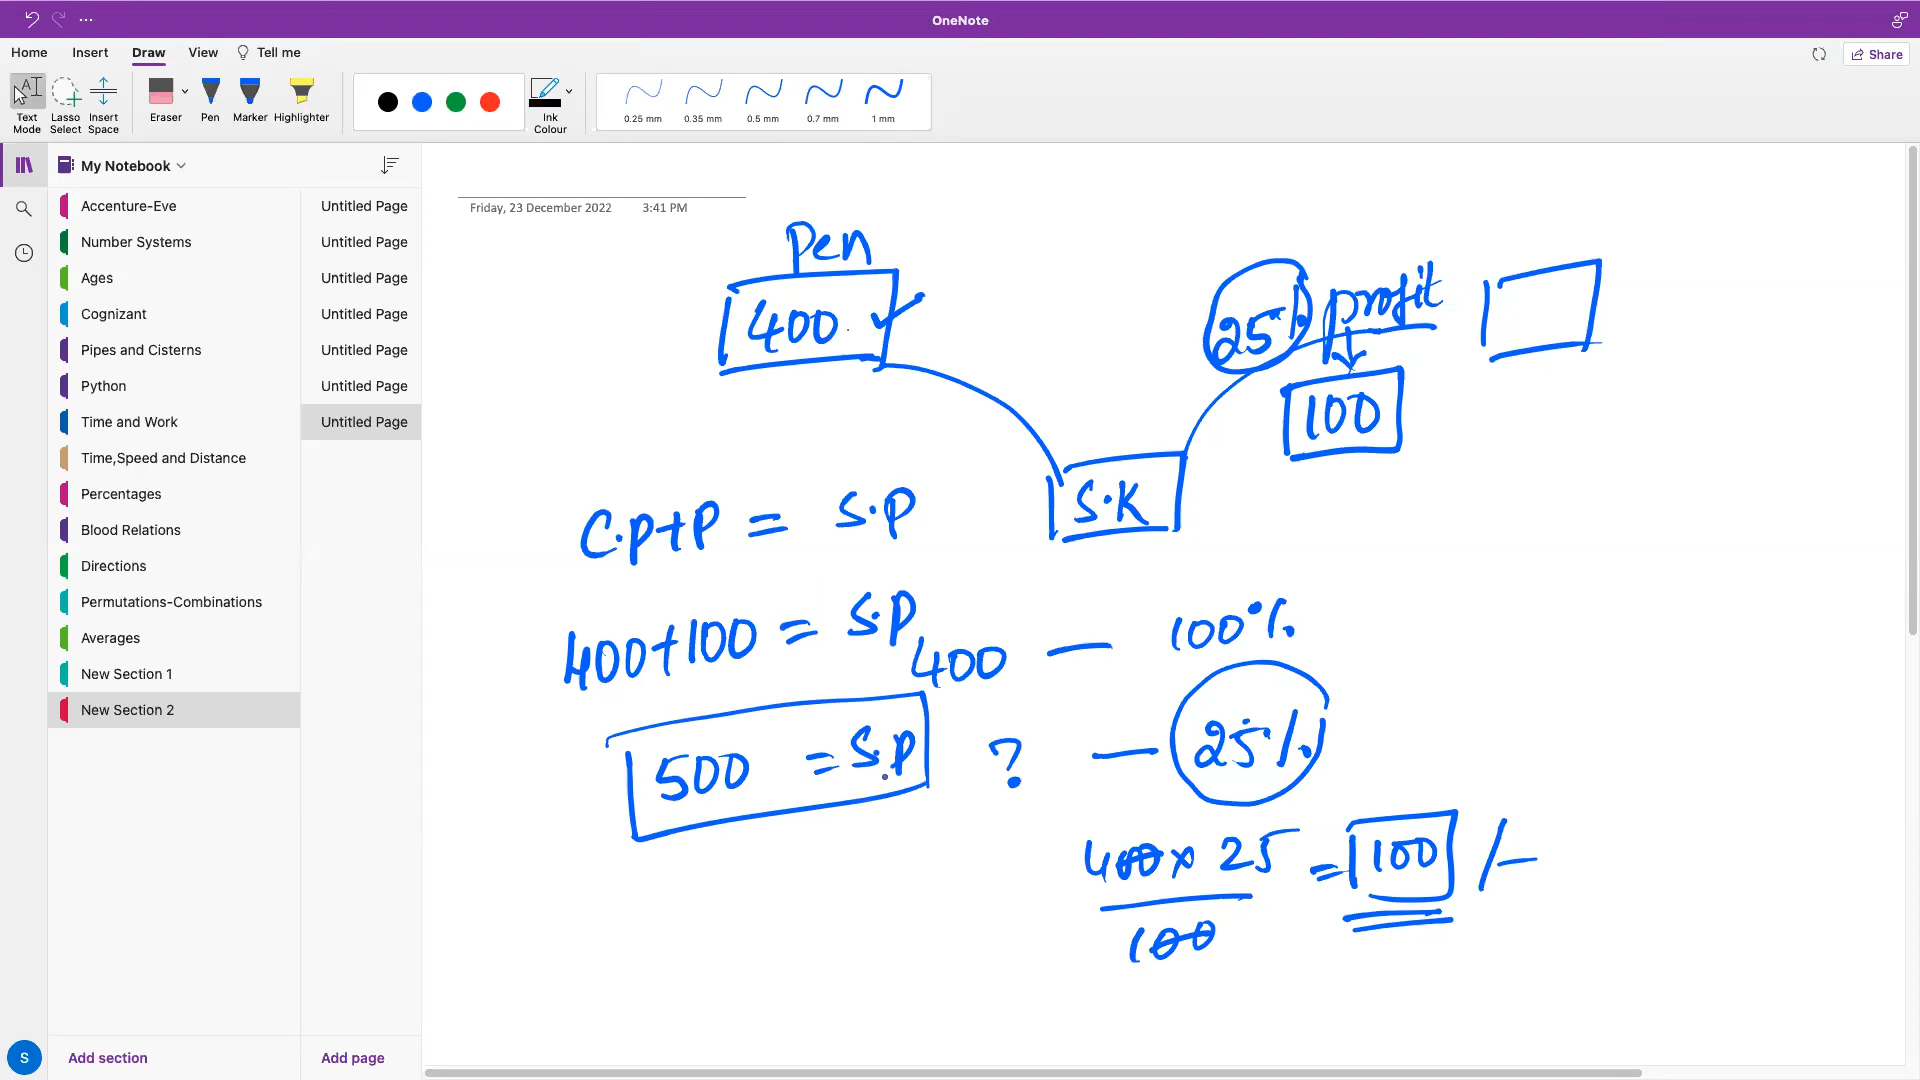 OneNote
Home Insert Draw View Tell me
Share
Text Mode
Lasso Select
Insert Space
Eraser
Pen
Marker
Highlighter
Ink Colour
0.25 mm 0.35 mm 0.5 mm 0.7 mm 1 mm
My Notebook
Accenture-Eve
Number Systems
Ages
Cognizant
Pipes and Cisterns
Python
Time and Work
Time,Speed and Distance
Percentages
Blood Relations
Directions
Permutations-Combinations
Averages
New Section 1
New Section 2
Untitled Page
Untitled Page
Untitled Page
Untitled Page
Untitled Page
Untitled Page
Untitled Page
S
Add section
Add page
Friday, 23 December 2022 3:41 PM
Pen
400
25% profit
100
S.K
C.P+P = S.P
400+100 = S.P
500 = S.P
400 — 100%
? — 25%
400 x 25 = 100 /-
100